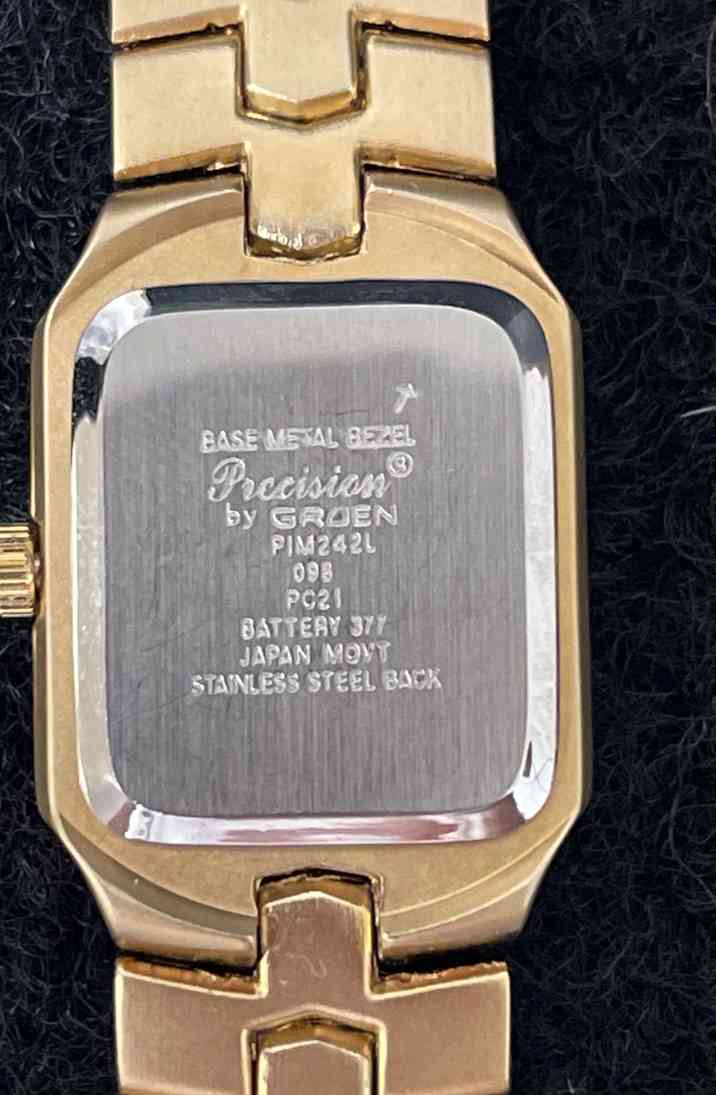 BASE METAL BEZEL
Precision®
by GRUEN
PIM242L
098
PC21
BATTERY 377
JAPAN MOVT
STAINLESS STEEL BACK